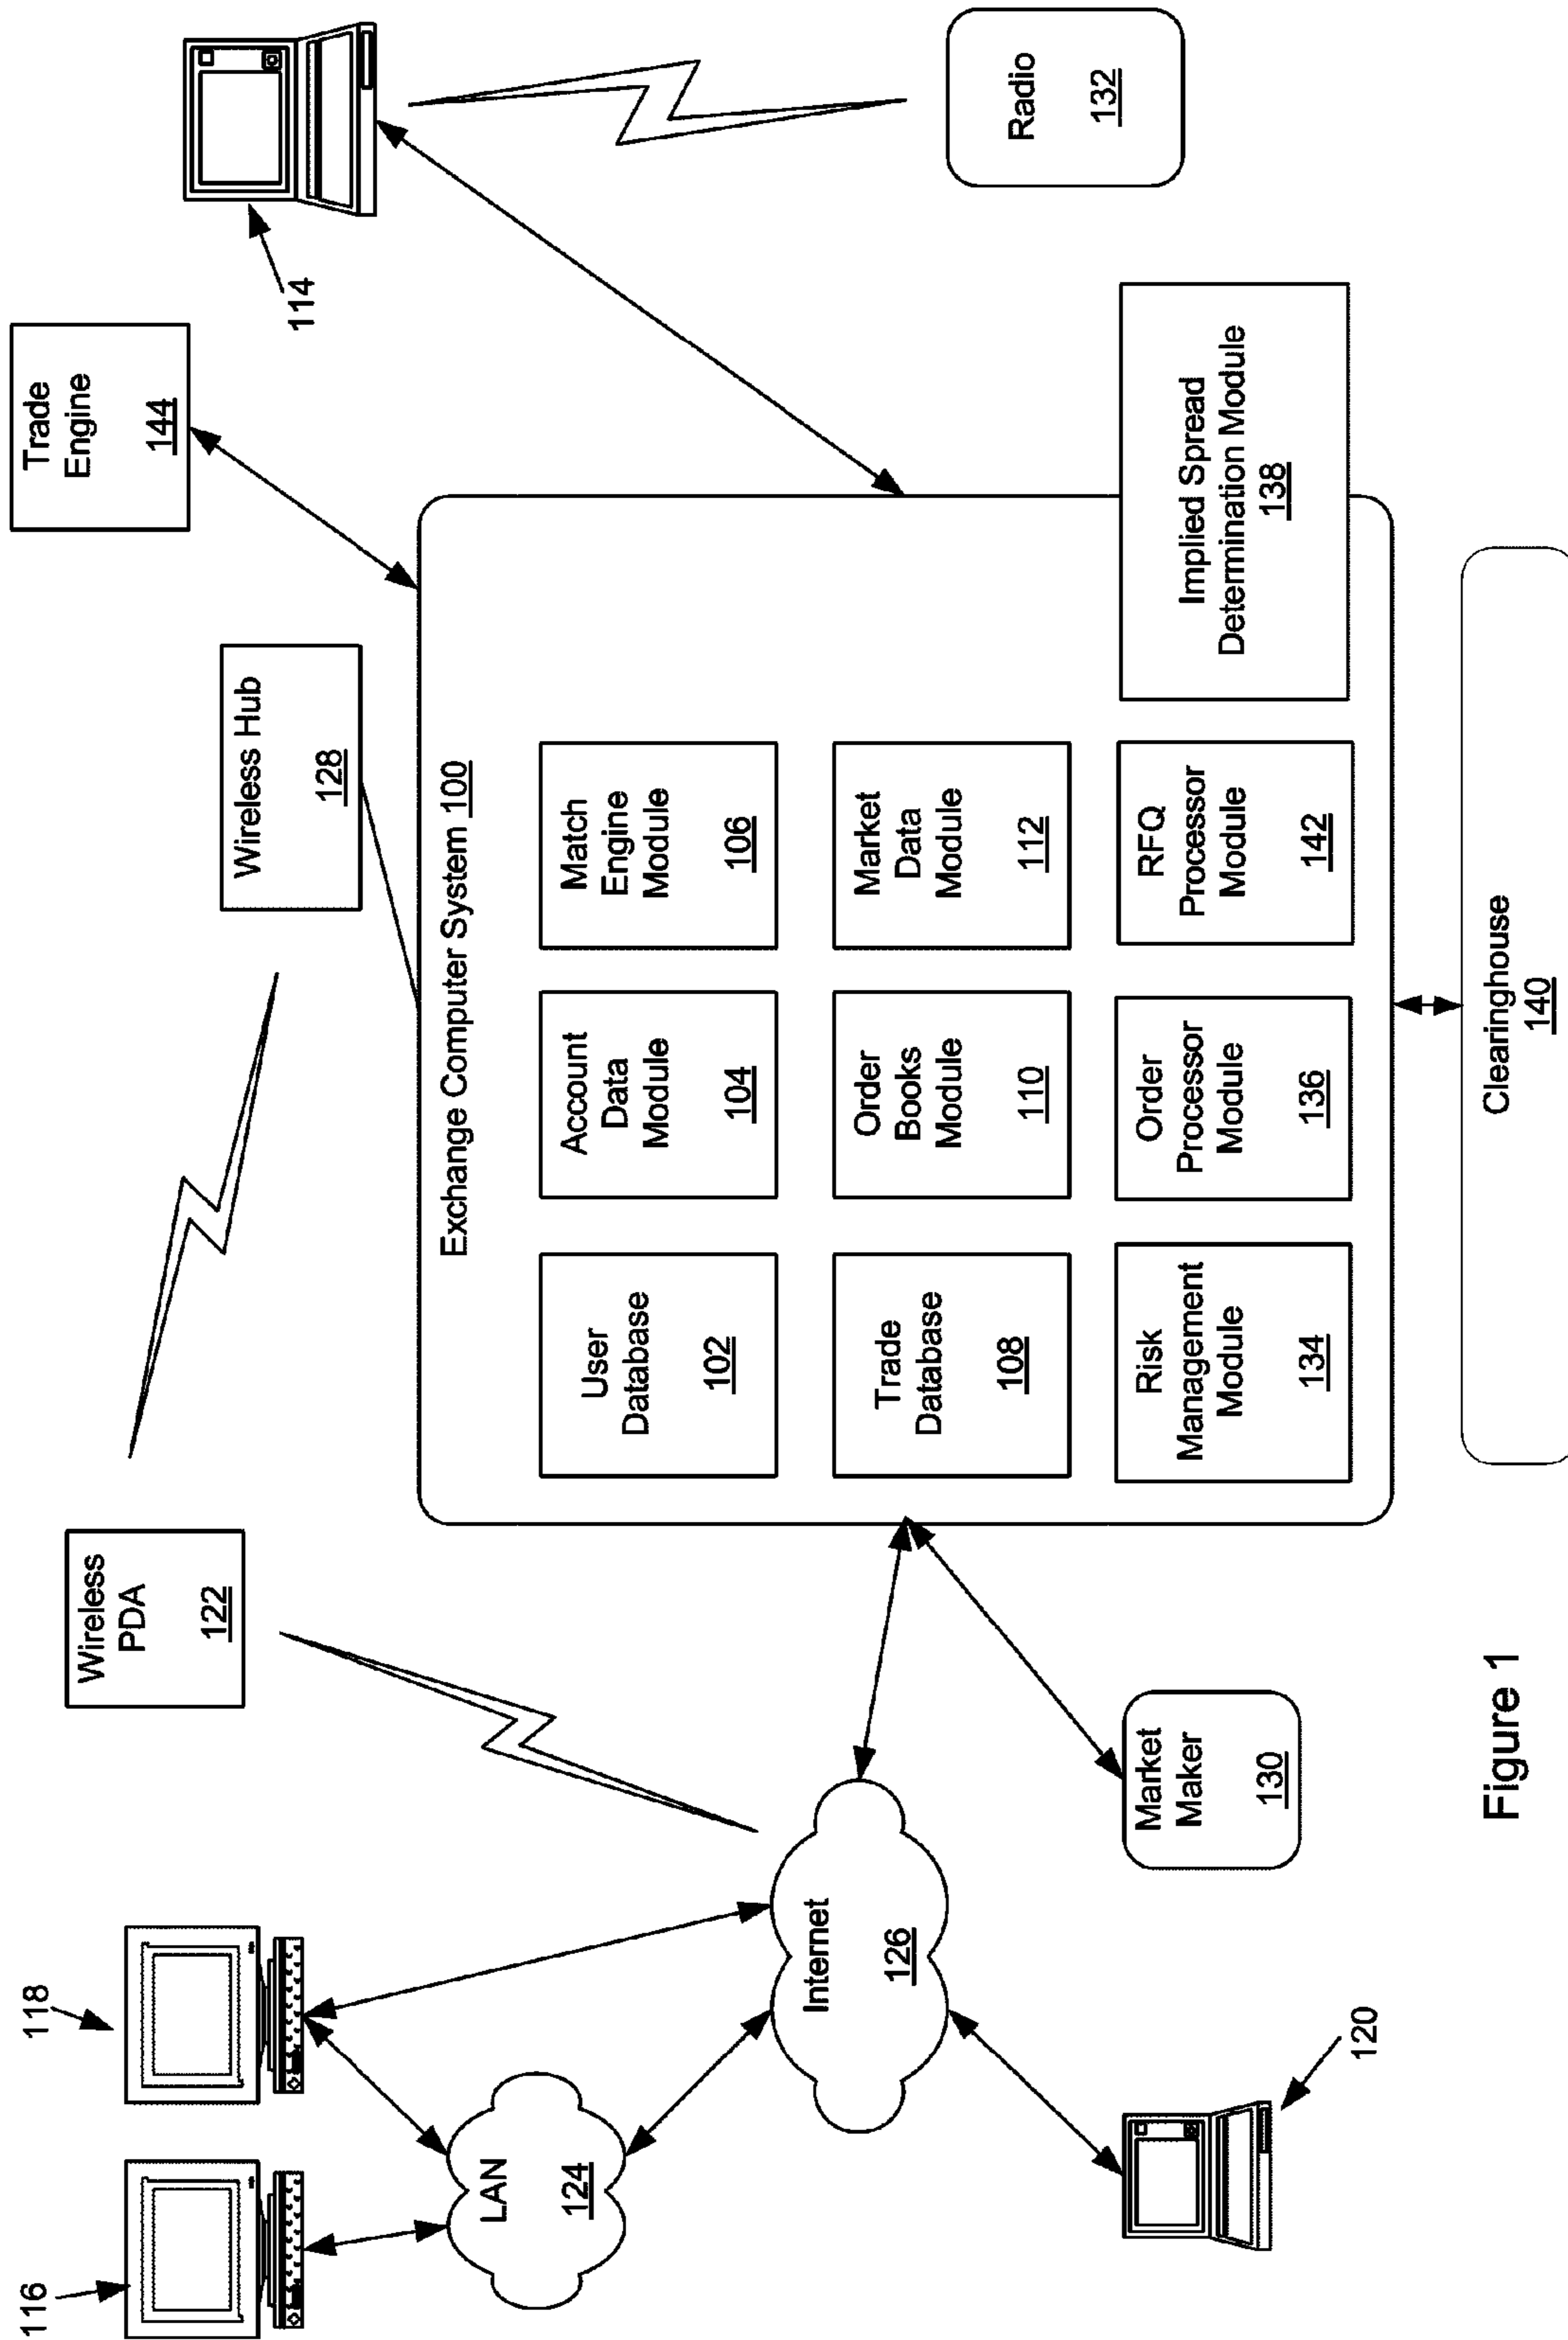 116
118
Wireless
PDA
122
Wireless Hub
128
Trade
Engine
144
114
LAN
124
Internet
126
120
Market
Maker
130
Exchange Computer System 100
User
Database
102
Account
Data
Module
104
Match
Engine
Module
106
Trade
Database
108
Order
Books
Module
110
Market
Data
Module
112
Risk
Management
Module
134
Order
Processor
Module
136
RFQ
Processor
Module
142
Implied Spread
Determination Module
138
Radio
132
Clearinghouse
140
Figure 1